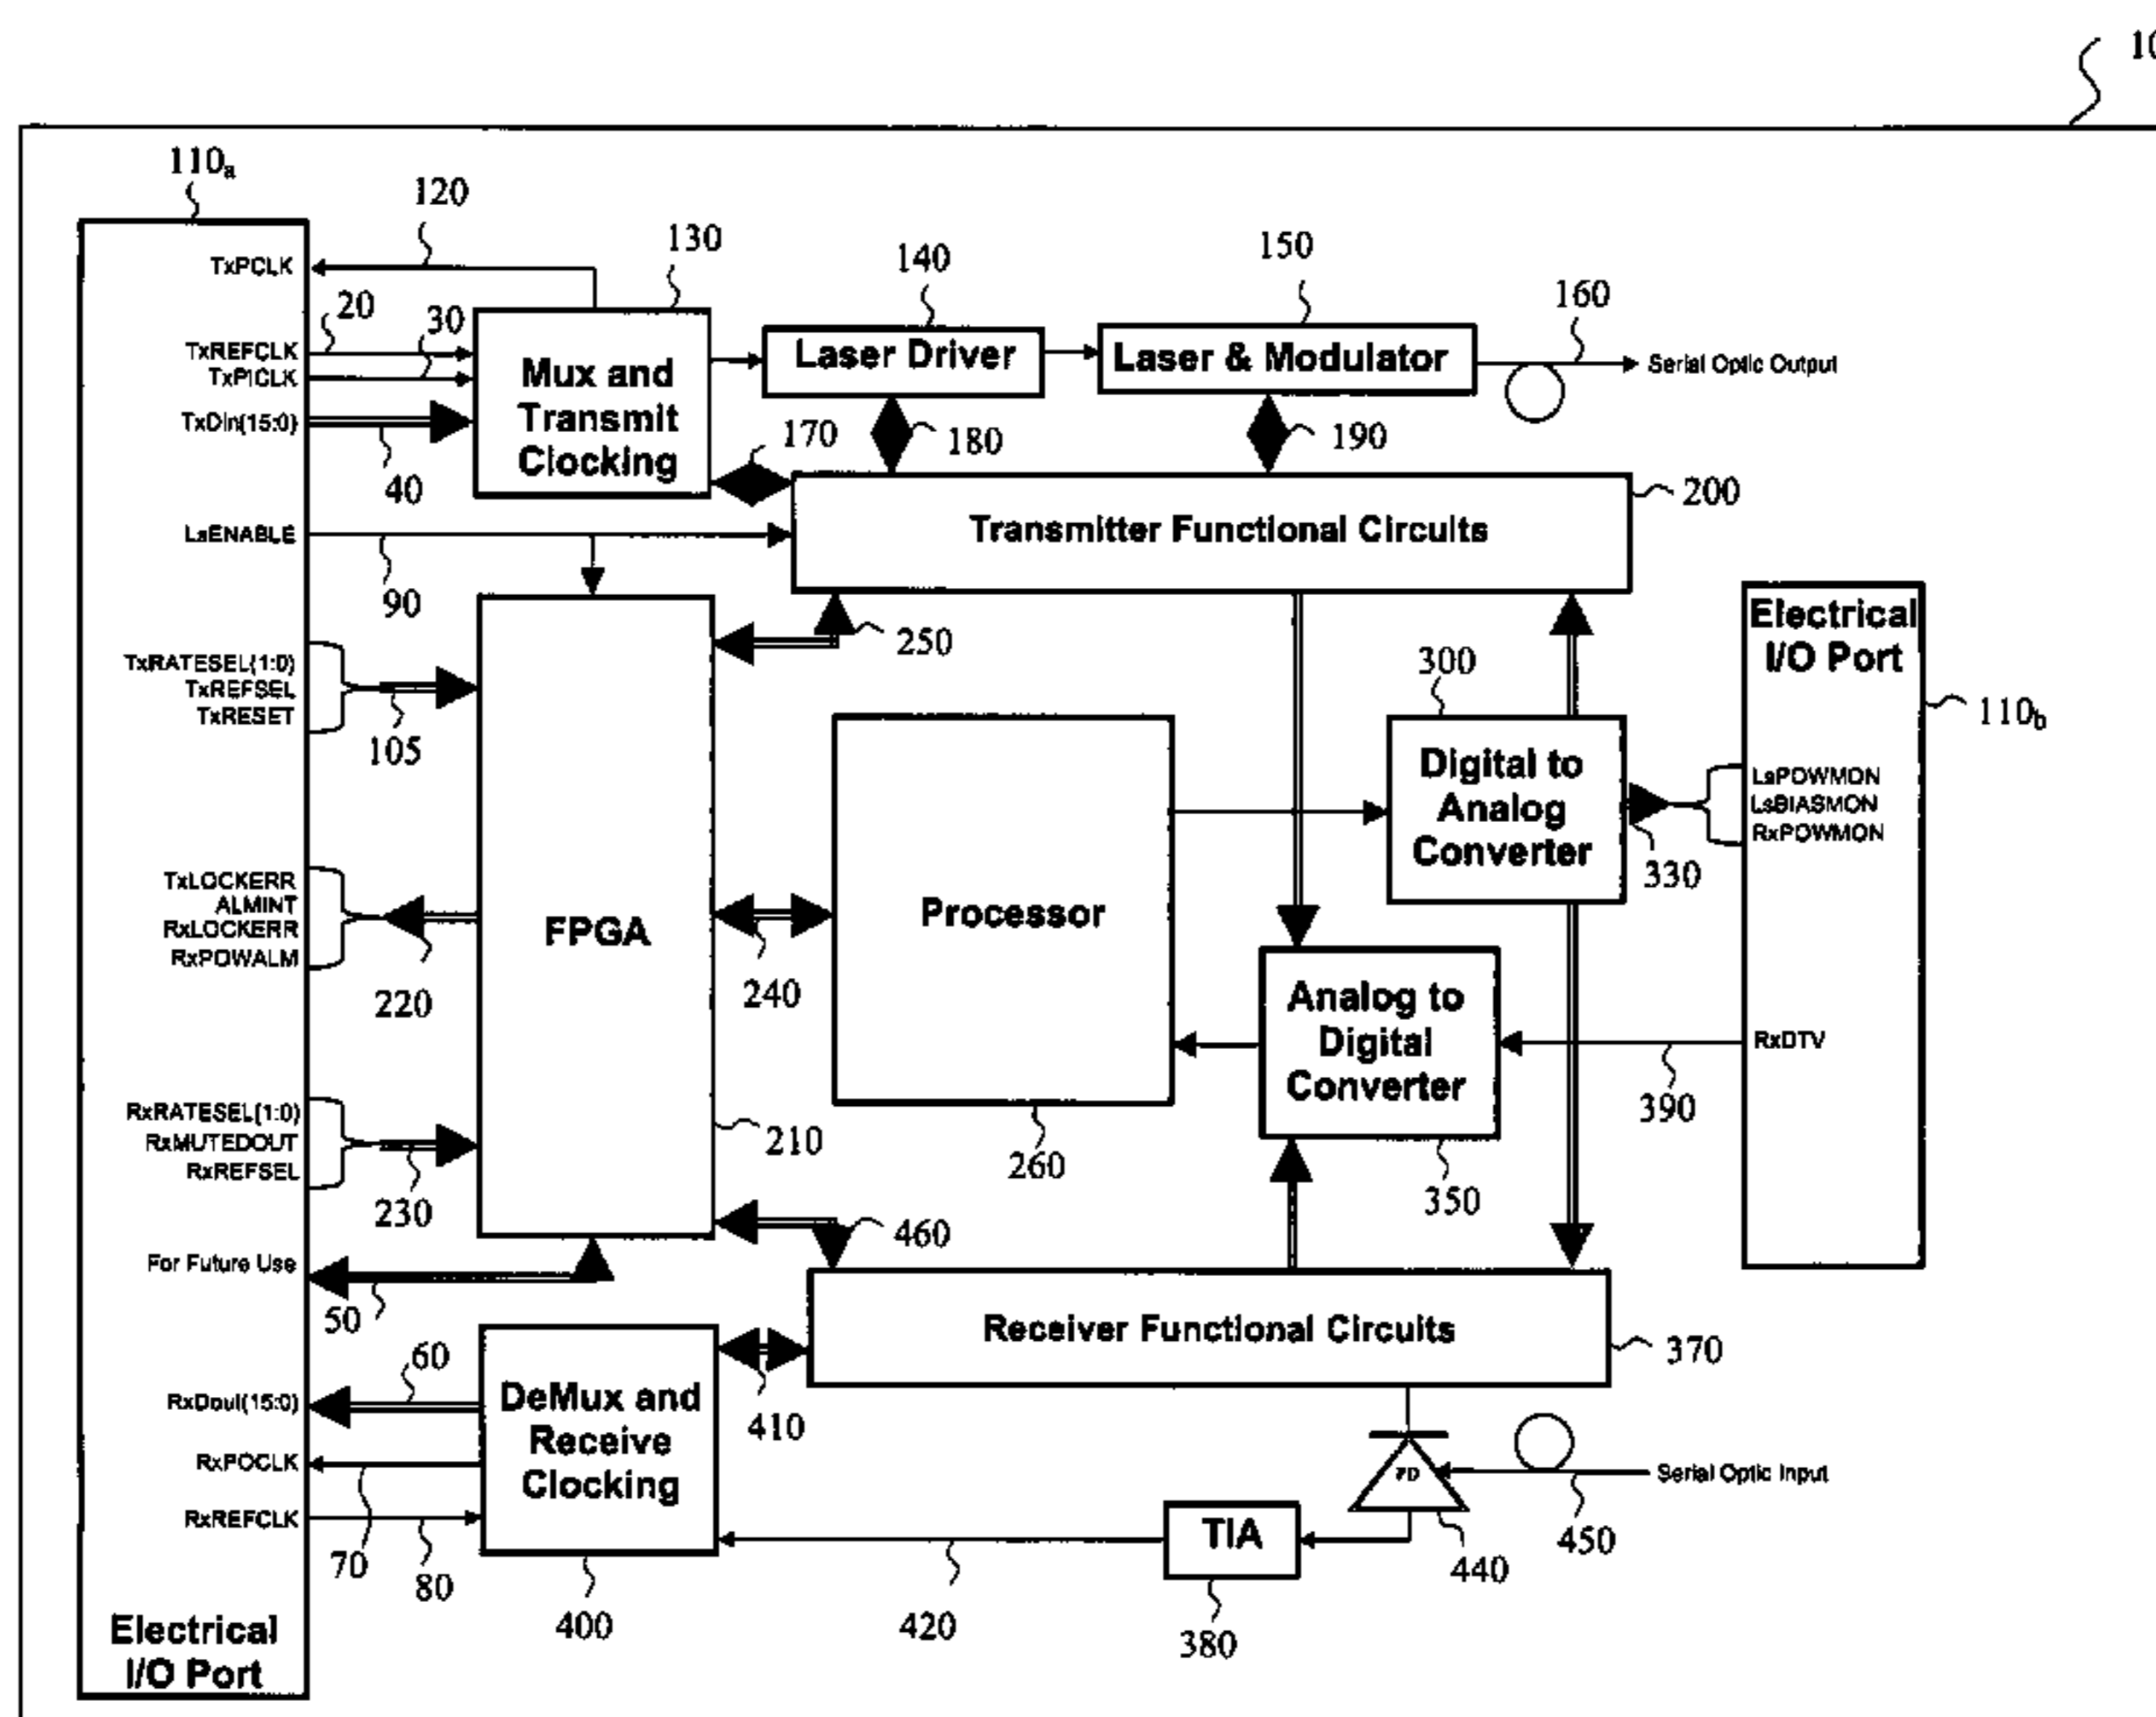 110a
120
TxPCLK
130
140
150
160
20
30
TxREFCLK
TxPICLK
TxDin(15:0)
40
Mux and
Transmit
Clocking
Laser Driver
Laser & Modulator
Serial Optic Output
170
180
190
200
LsENABLE
90
Transmitter Functional Circuits
TxRATESEL(1:0)
TxREFSEL
TxRESET
105
250
Electrical
I/O Port
110b
300
Digital to
Analog
Converter
LsPOWMON
LsBIASMON
RxPOWMON
330
TxLOCKERR
ALMINT
RxLOCKERR
RxPOWALM
220
FPGA
240
Processor
Analog to
Digital
Converter
RxDTV
390
RxRATESEL(1:0)
RxMUTEDOUT
RxREFSEL
230
210
260
350
460
For Future Use
50
Receiver Functional Circuits
370
60
RxDout(15:0)
RxPOCLK
RxREFCLK
70
80
DeMux and
Receive
Clocking
410
400
420
TIA
380
PD
440
Serial Optic Input
450
Electrical
I/O Port